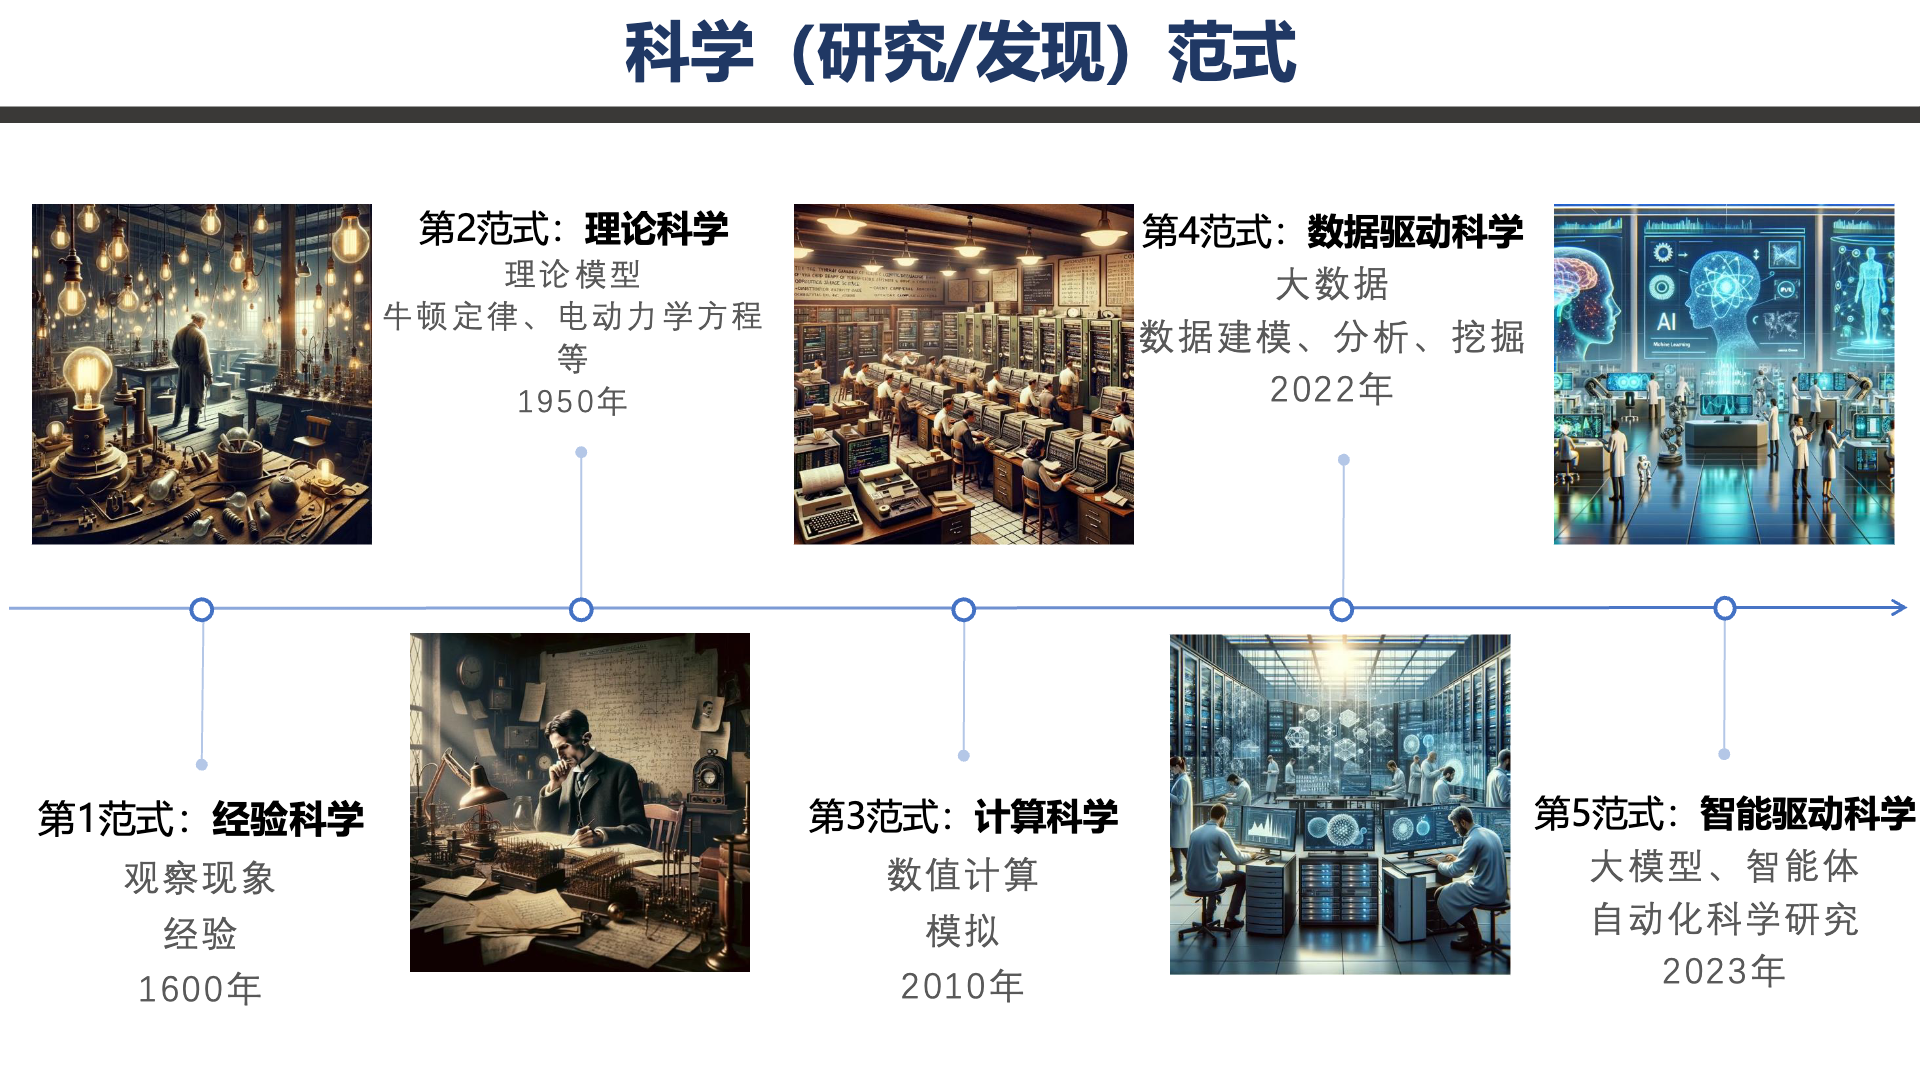 科学（研究/发现）范式
第1范式：经验科学
观察现象
经验
1600年
第2范式：理论科学
理论模型
牛顿定律、电动力学方程
等
1950年
第3范式：计算科学
数值计算
模拟
2010年
第4范式：数据驱动科学
大数据
数据建模、分析、挖掘
2022年
AI
第5范式：智能驱动科学
大模型、智能体
自动化科学研究
2023年